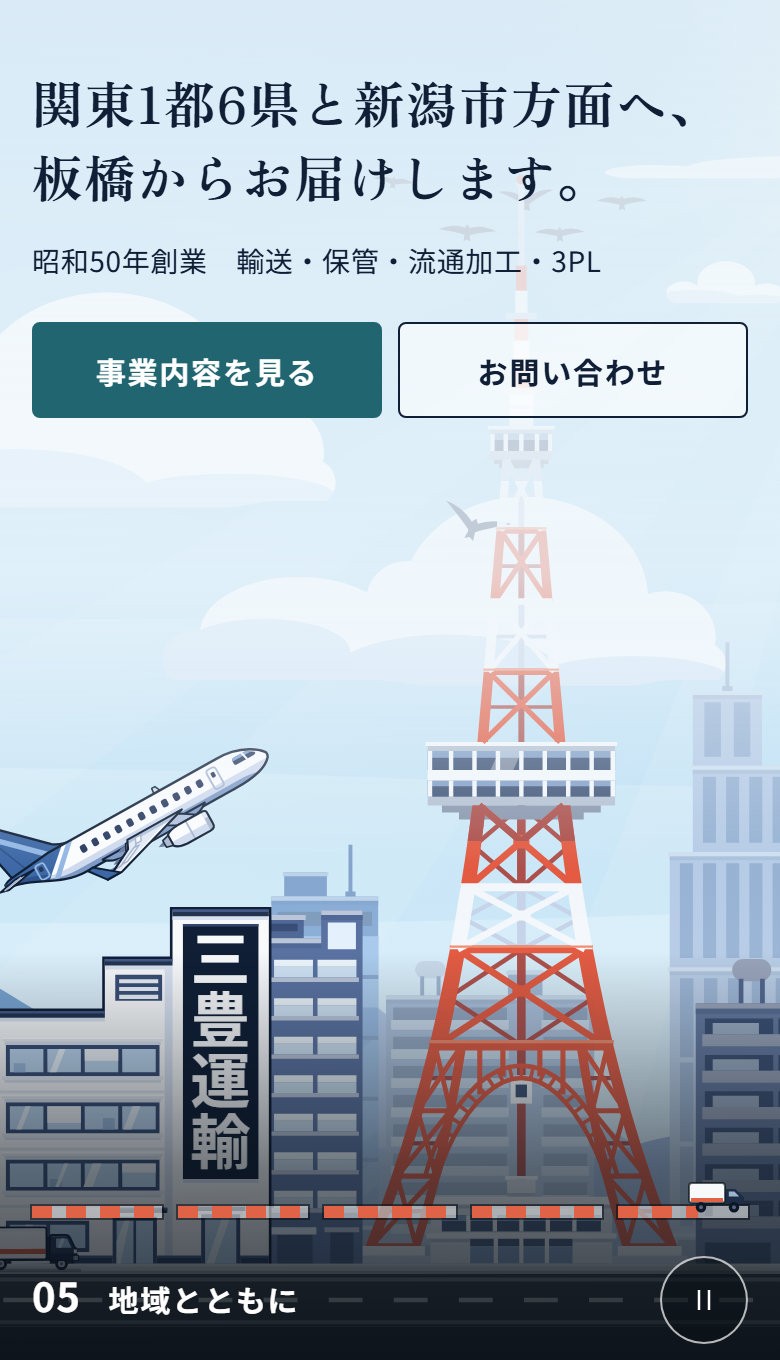 関東1都6県と新潟市方面へ、
板橋からお届けします。
昭和50年創業　輸送・保管・流通加工・3PL
事業内容を見る
お問い合わせ
三豊運輸
05 地域とともに